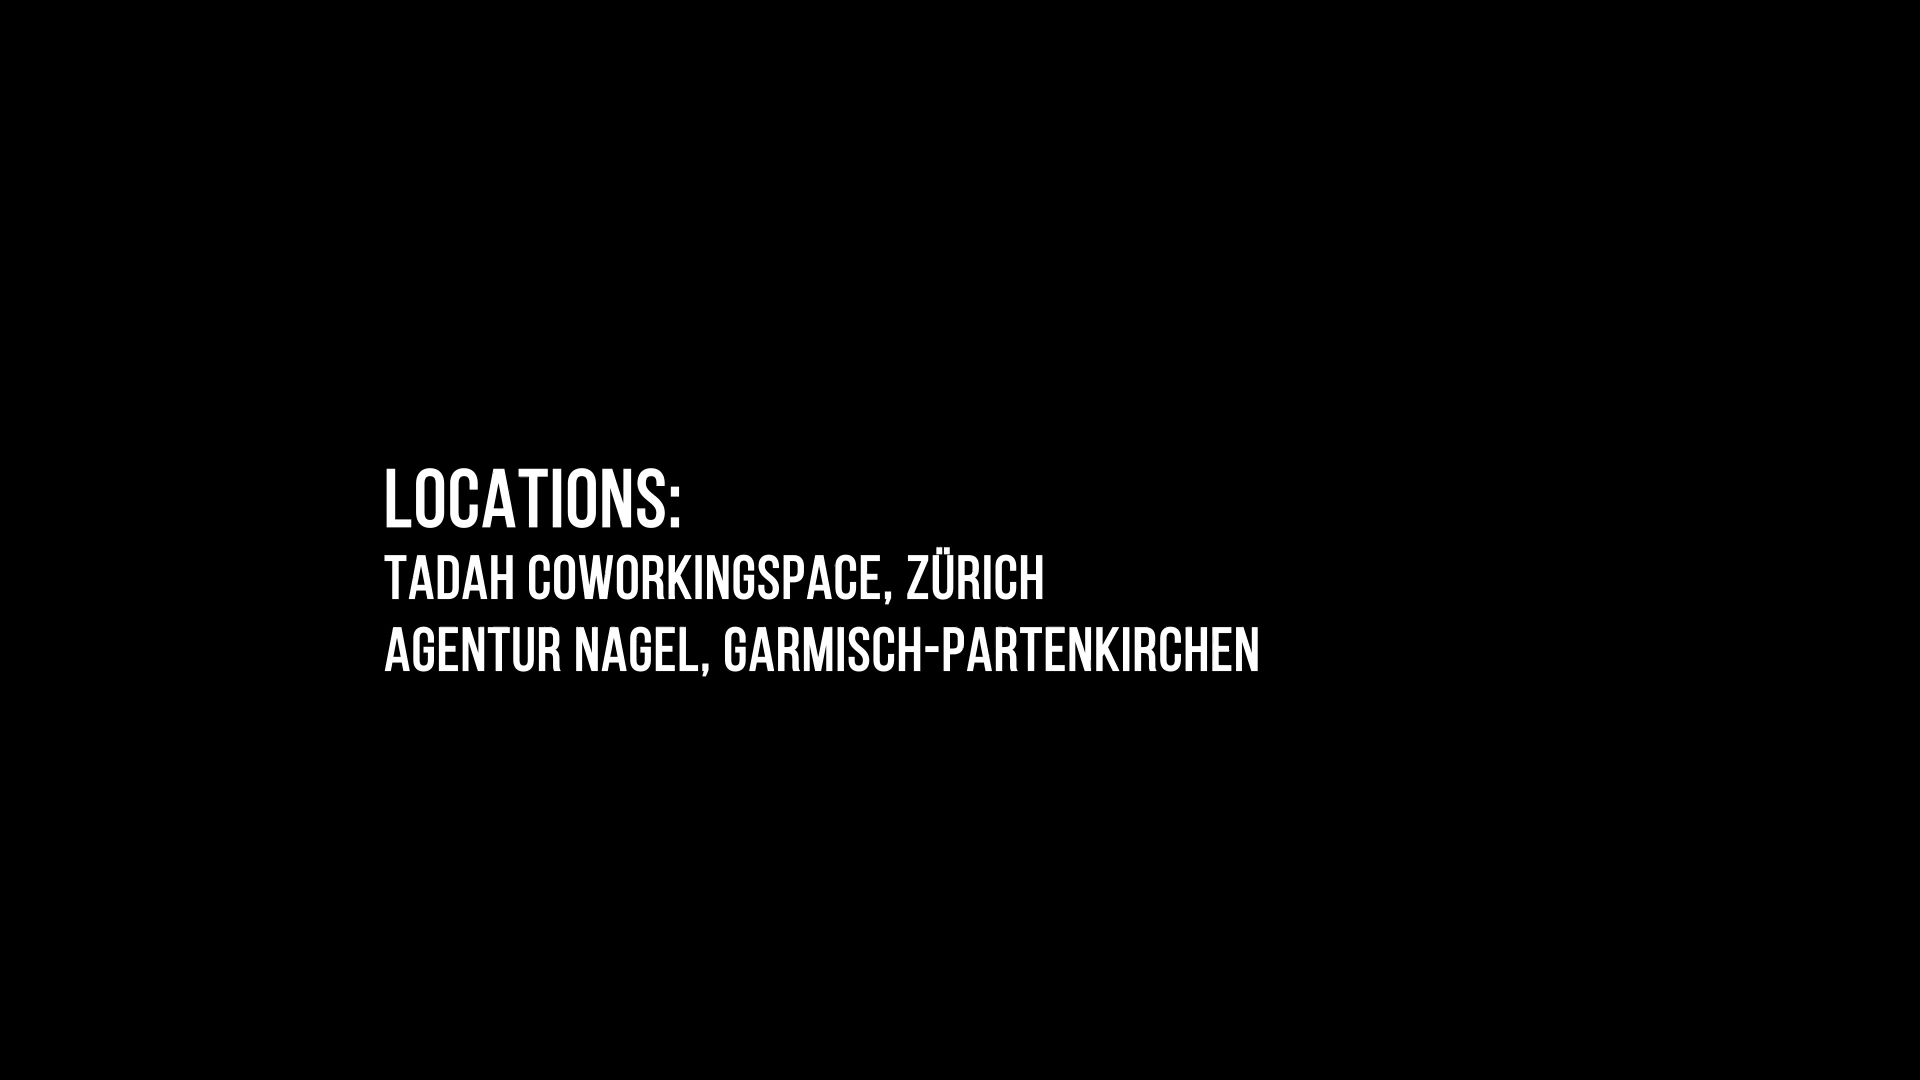 LOCATIONS:
TADAH COWORKINGSPACE, ZÜRICH
AGENTUR NAGEL, GARMISCH-PARTENKIRCHEN